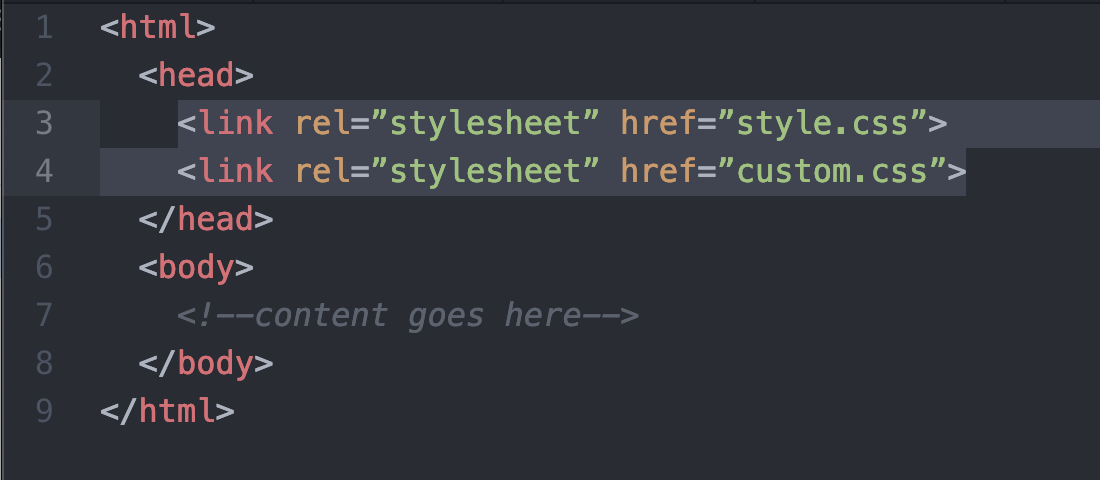 1 <html>
2 <head>
3 <link rel=”stylesheet” href=”style.css”>
4 <link rel=”stylesheet” href=”custom.css”>
5 </head>
6 <body>
7 <!--content goes here-->
8 </body>
9 </html>